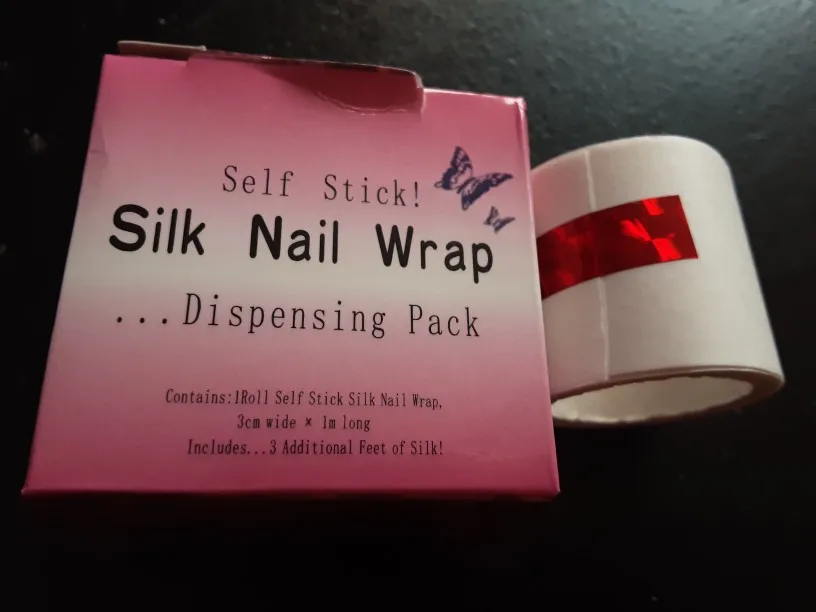 Self Stick!
Silk Nail Wrap
...Dispensing Pack
Contains:1Roll Self Stick Silk Nail Wrap,
3cm wide × 1m long
Includes...3 Additional Feet of Silk!